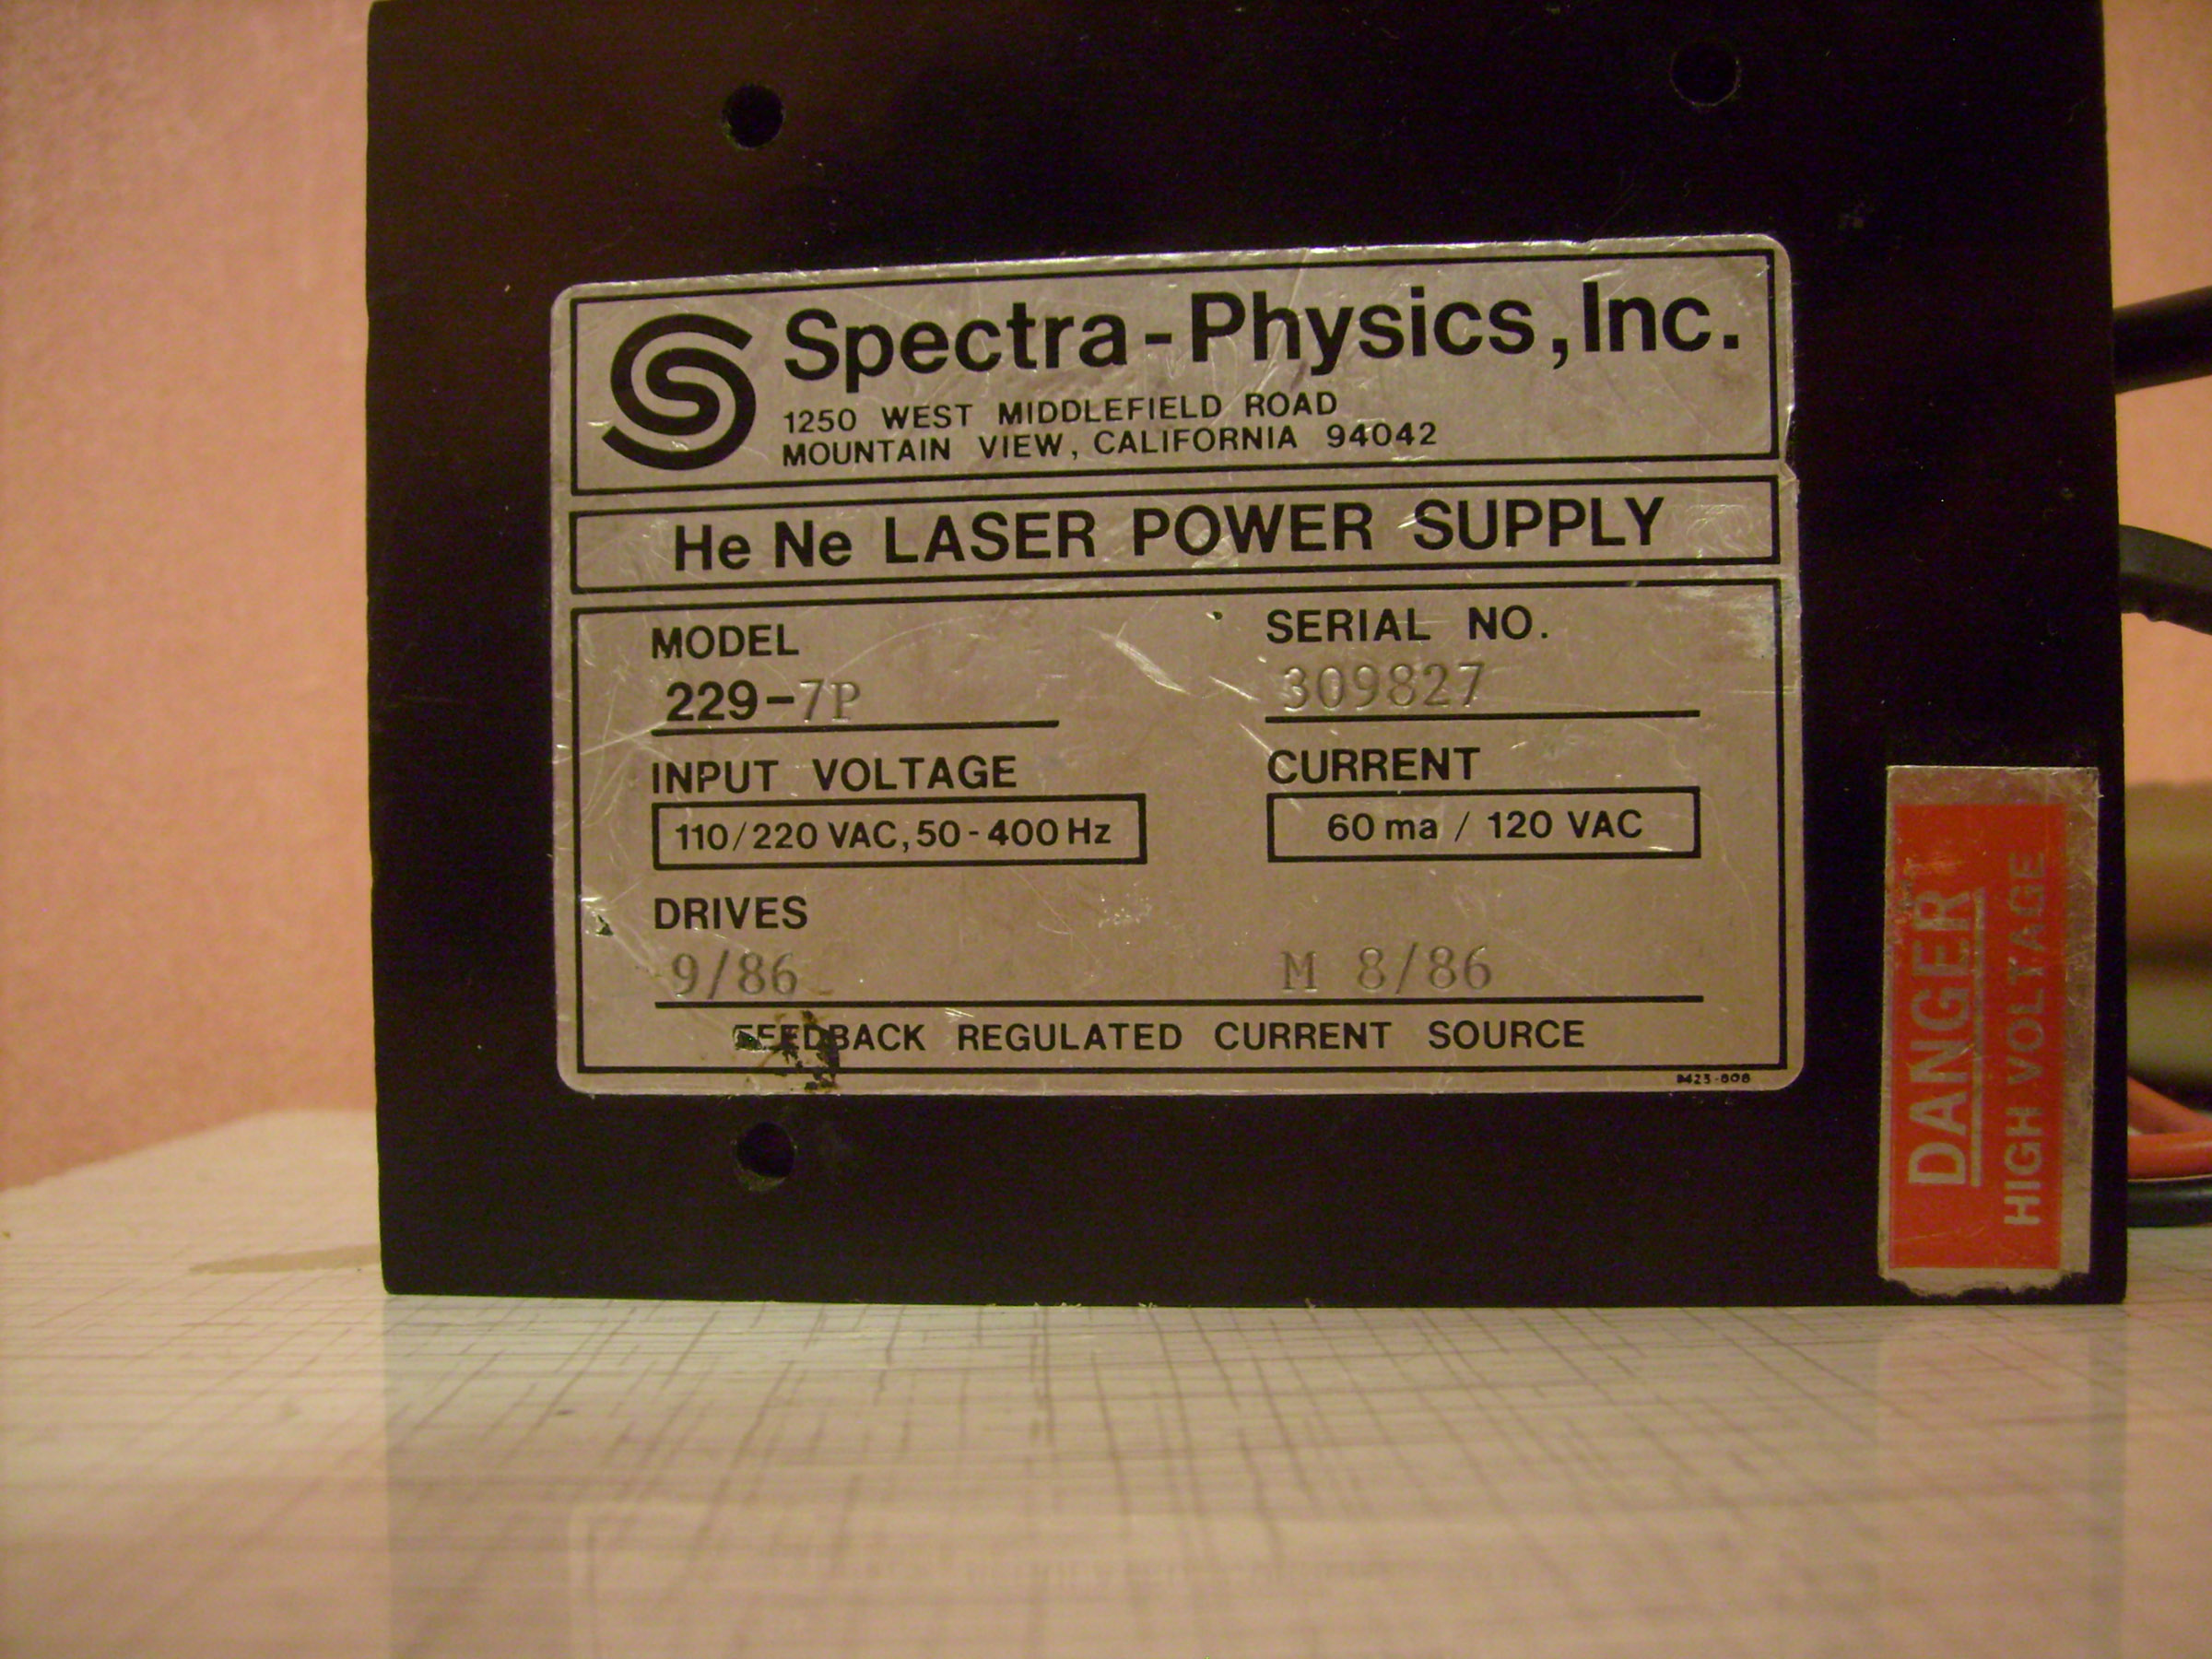 Spectra-Physics, Inc.
1250 WEST MIDDLEFIELD ROAD
MOUNTAIN VIEW, CALIFORNIA 94042
He Ne LASER POWER SUPPLY
MODEL
229-7P
SERIAL NO.
309827
INPUT VOLTAGE
110/220 VAC, 50-400 Hz
CURRENT
60 ma / 120 VAC
DRIVES
9/86
M 8/86
FEEDBACK REGULATED CURRENT SOURCE
DANGER
HIGH VOLTAGE